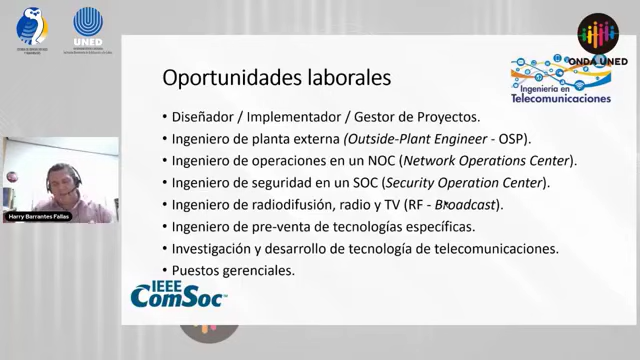 UNED
ONDA UNED
Ingeniería en
Telecomunicaciones
Oportunidades laborales
• Diseñador / Implementador / Gestor de Proyectos.
• Ingeniero de planta externa (Outside-Plant Engineer - OSP).
• Ingeniero de operaciones en un NOC (Network Operations Center).
• Ingeniero de seguridad en un SOC (Security Operation Center).
• Ingeniero de radiodifusión, radio y TV (RF - Broadcast).
• Ingeniero de pre-venta de tecnologías específicas.
• Investigación y desarrollo de tecnología de telecomunicaciones.
• Puestos gerenciales.
Harry Barrantes Fallas
IEEE
ComSoc™